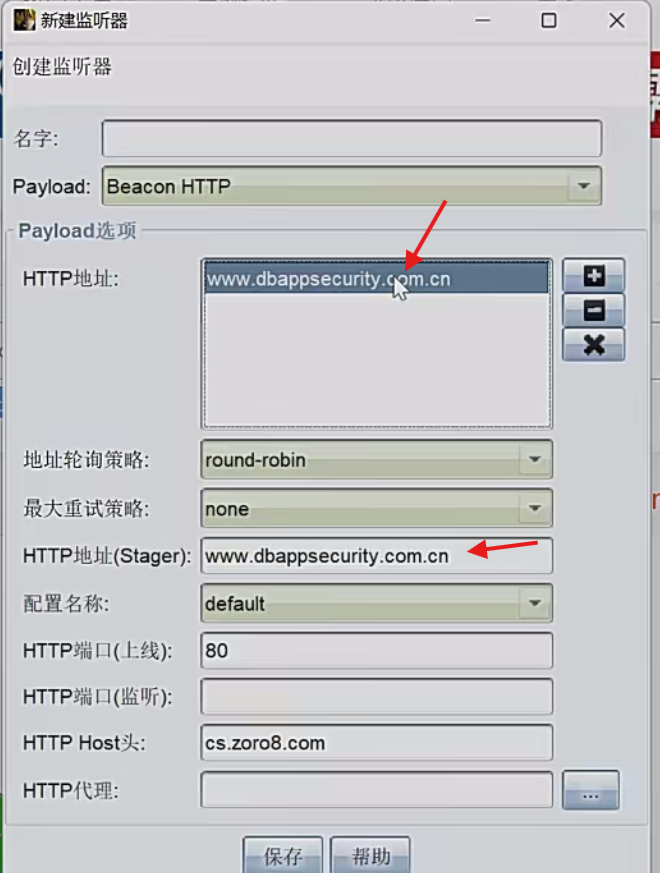 新建监听器
创建监听器
名字:
Payload: Beacon HTTP
Payload选项
HTTP地址: www.dbappsecurity.com.cn
地址轮询策略: round-robin
最大重试策略: none
HTTP地址(Stager): www.dbappsecurity.com.cn
配置名称: default
HTTP端口(上线): 80
HTTP端口(监听):
HTTP Host头: cs.zoro8.com
HTTP代理: ...
保存 帮助